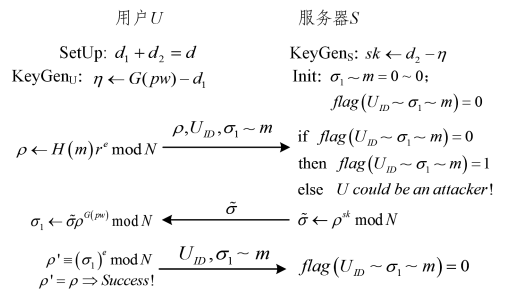 用户U 服务器S
SetUp: d₁ + d₂ = d KeyGen_S: sk ← d₂ − η
KeyGen_U: η ← G(pw) − d₁ Init: σ₁ ~ m = 0 ~ 0;
flag(U_ID ~ σ₁ ~ m) = 0
ρ, U_ID, σ₁ ~ m if flag(U_ID ~ σ₁ ~ m) = 0
ρ ← H(m)r^e mod N then flag(U_ID ~ σ₁ ~ m) = 1
else U could be an attacker!
σ₁ ← σ̃ρ^G(pw) mod N σ̃ σ̃ ← ρ^sk mod N
ρ' ≡ (σ₁)^e mod N U_ID, σ₁ ~ m flag(U_ID ~ σ₁ ~ m) = 0
ρ' = ρ ⇒ Success!